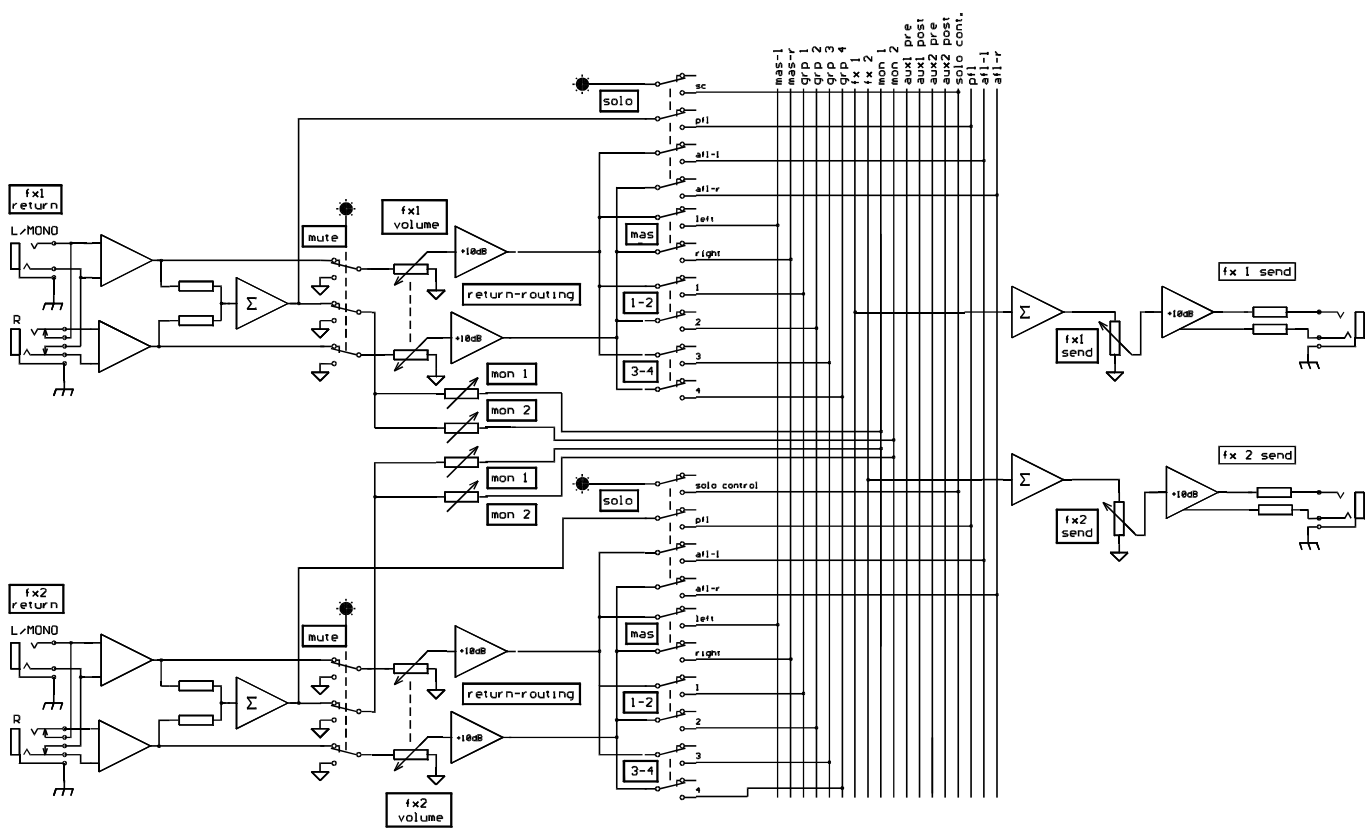 mas-l
mas-r
grp 1
grp 2
grp 3
grp 4
fx 1
fx 2
mon 1
mon 2
aux1 pre
aux1 post
aux2 pre
aux2 post
solo cont.
pfl
afl-l
afl-r
solo
sc
pfl
afl-l
afl-r
fx1
return
L/MONO
R
mute
fx1
volume
+10dB
Σ
return-routing
+10dB
mas
left
right
1-2
1
2
3-4
3
4
mon 1
mon 2
mon 1
mon 2
Σ
fx1
send
+10dB
fx 1 send
Σ
fx2
send
+10dB
fx 2 send
solo
solo control
pfl
afl-l
afl-r
fx2
return
L/MONO
R
mute
+10dB
Σ
return-routing
+10dB
fx2
volume
mas
left
right
1-2
1
2
3-4
3
4